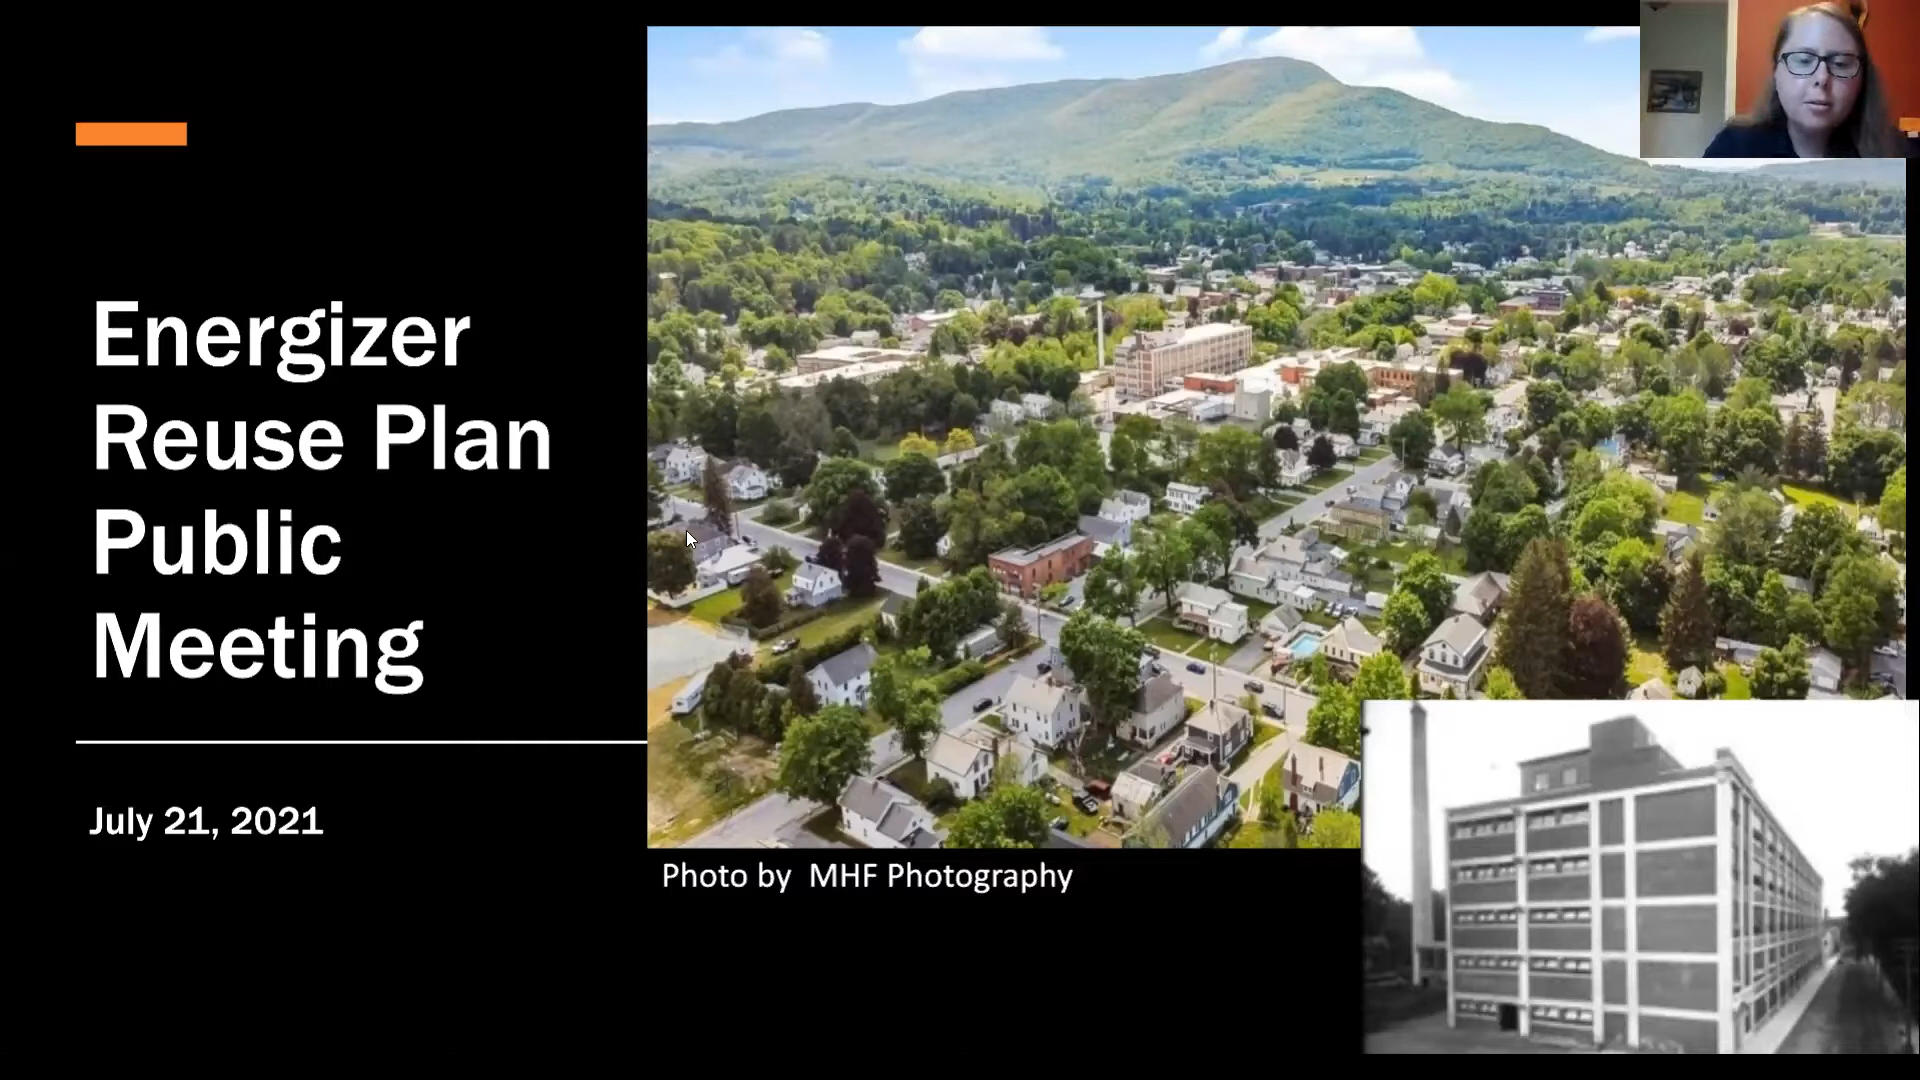 Energizer
Reuse Plan
Public
Meeting
July 21, 2021
Photo by  MHF Photography